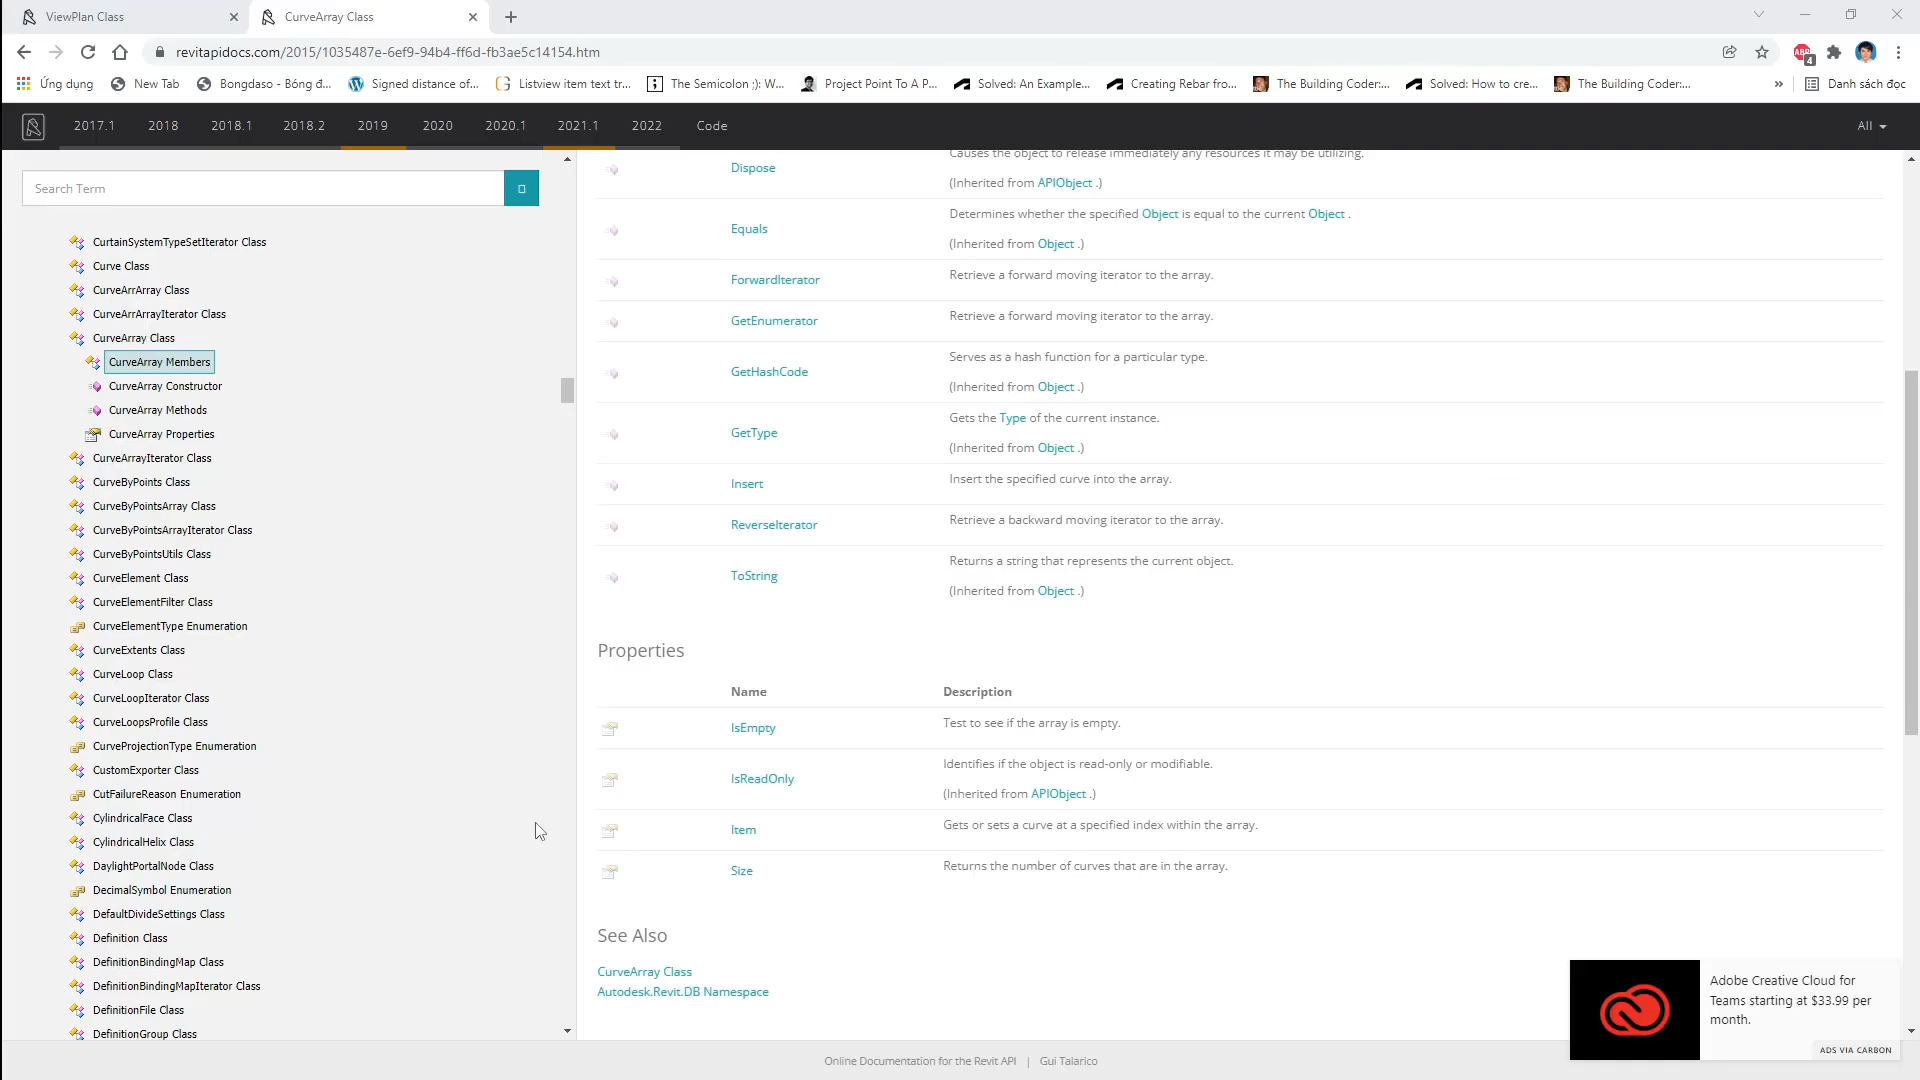 ViewPlan Class
CurveArray Class
revitapidocs.com/2015/1035487e-6ef9-94b4-ff6d-fb3ae5c14154.htm
ABP
4
Ứng dụng
New Tab
Bongdaso - Bóng đ...
Signed distance of...
Listview item text tr...
The Semicolon ;): W...
Project Point To A P...
Solved: An Example...
Creating Rebar fro...
The Building Coder:...
Solved: How to cre...
The Building Coder:...
»
Danh sách đọc
2017.1
2018
2018.1
2018.2
2019
2020
2020.1
2021.1
2022
Code
All
Search Term
CurtainSystemTypeSetIterator Class
Curve Class
CurveArrArray Class
CurveArrArrayIterator Class
CurveArray Class
CurveArray Members
CurveArray Constructor
CurveArray Methods
CurveArray Properties
CurveArrayIterator Class
CurveByPoints Class
CurveByPointsArray Class
CurveByPointsArrayIterator Class
CurveByPointsUtils Class
CurveElement Class
CurveElementFilter Class
CurveElementType Enumeration
CurveExtents Class
CurveLoop Class
CurveLoopIterator Class
CurveLoopsProfile Class
CurveProjectionType Enumeration
CustomExporter Class
CutFailureReason Enumeration
CylindricalFace Class
CylindricalHelix Class
DaylightPortalNode Class
DecimalSymbol Enumeration
DefaultDivideSettings Class
Definition Class
DefinitionBindingMap Class
DefinitionBindingMapIterator Class
DefinitionFile Class
DefinitionGroup Class
Causes the object to release immediately any resources it may be utilizing.
Dispose
(Inherited from APIObject .)
Determines whether the specified Object is equal to the current Object .
Equals
(Inherited from Object .)
ForwardIterator
Retrieve a forward moving iterator to the array.
GetEnumerator
Retrieve a forward moving iterator to the array.
Serves as a hash function for a particular type.
GetHashCode
(Inherited from Object .)
Gets the Type of the current instance.
GetType
(Inherited from Object .)
Insert
Insert the specified curve into the array.
ReverseIterator
Retrieve a backward moving iterator to the array.
Returns a string that represents the current object.
ToString
(Inherited from Object .)
Properties
Name
Description
IsEmpty
Test to see if the array is empty.
Identifies if the object is read-only or modifiable.
IsReadOnly
(Inherited from APIObject .)
Item
Gets or sets a curve at a specified index within the array.
Size
Returns the number of curves that are in the array.
See Also
CurveArray Class
Autodesk.Revit.DB Namespace
Adobe Creative Cloud for
Teams starting at $33.99 per
month.
ADS VIA CARBON
Online Documentation for the Revit API | Gui Talarico